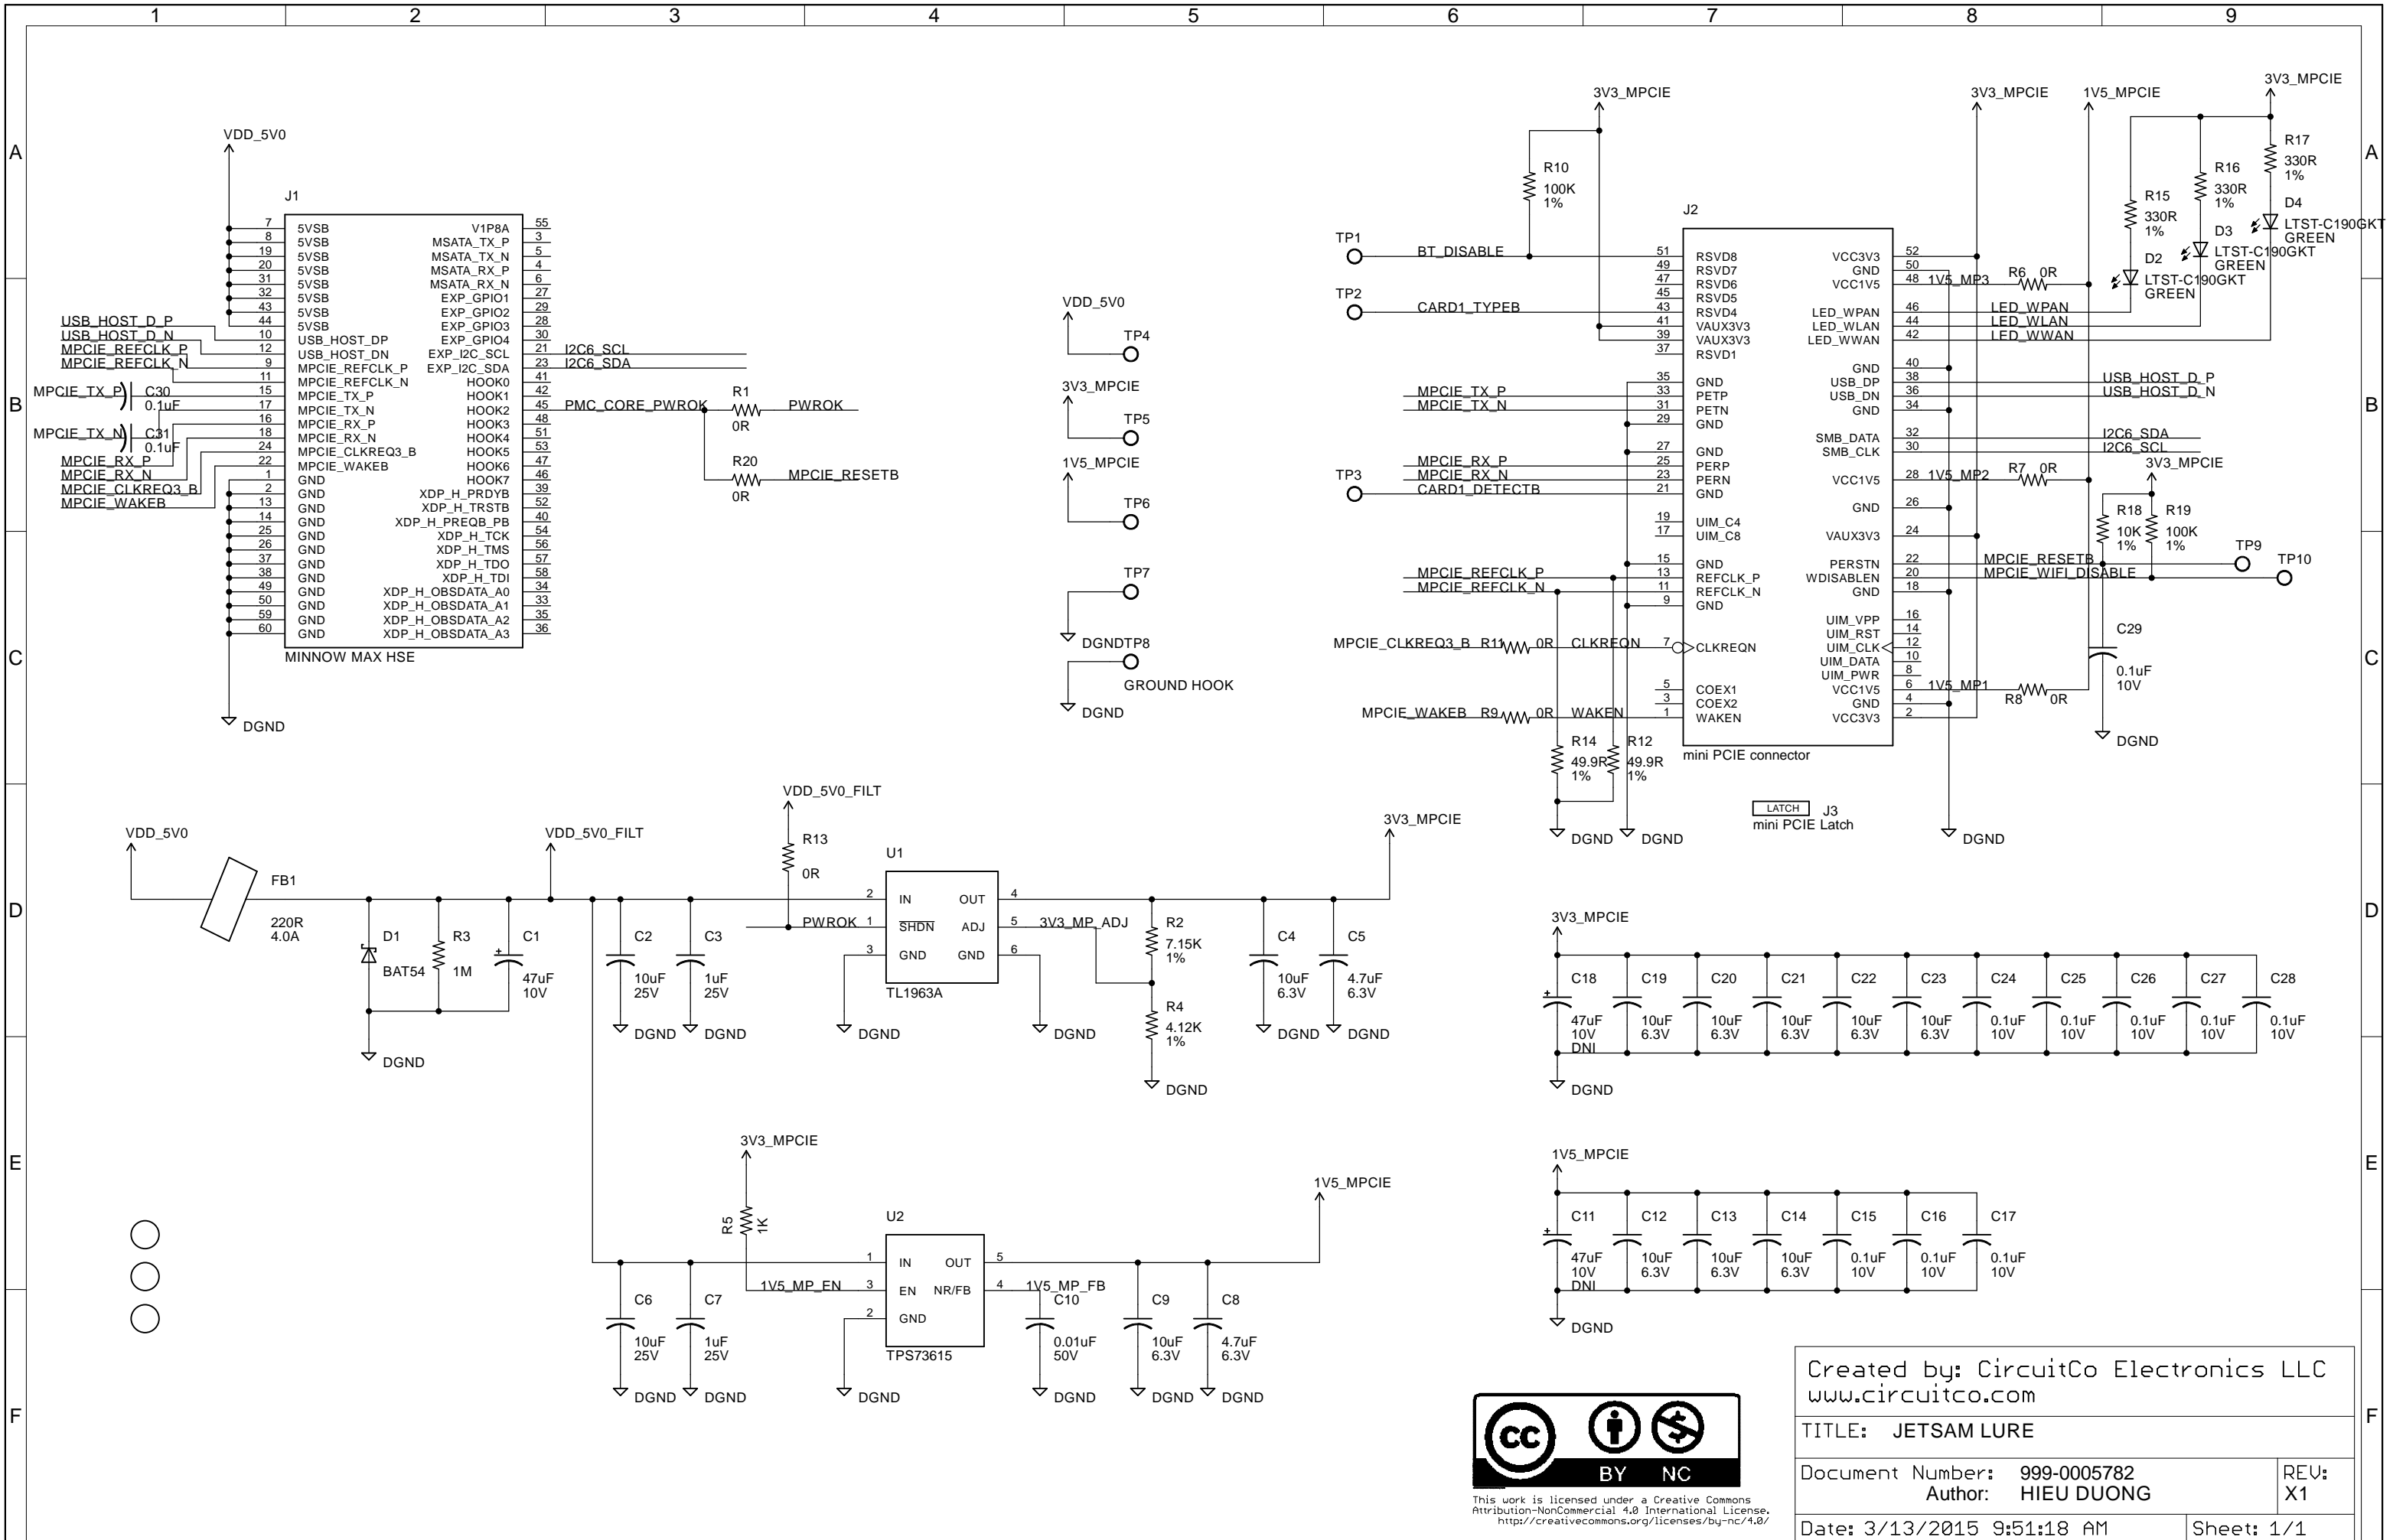 1 2 3 4 5 6 7 8 9
A
B
C
D
E
F
A
B
C
D
E
F
VDD_5V0
J1
7 5VSB V1P8A 55
8 5VSB MSATA_TX_P 3
19 5VSB MSATA_TX_N 5
20 5VSB MSATA_RX_P 4
31 5VSB MSATA_RX_N 6
32 5VSB EXP_GPIO1 27
43 5VSB EXP_GPIO2 29
44 5VSB EXP_GPIO3 28
10 USB_HOST_DP EXP_GPIO4 30
12 USB_HOST_DN EXP_I2C_SCL 21 I2C6_SCL
9 MPCIE_REFCLK_P EXP_I2C_SDA 23 I2C6_SDA
11 MPCIE_REFCLK_N HOOK0 41
15 MPCIE_TX_P HOOK1 42
17 MPCIE_TX_N HOOK2 45 PMC_CORE_PWROK
16 MPCIE_RX_P HOOK3 48
18 MPCIE_RX_N HOOK4 51
24 MPCIE_CLKREQ3_B HOOK5 53
22 MPCIE_WAKEB HOOK6 47
1 GND HOOK7 46
2 GND XDP_H_PRDYB 39
13 GND XDP_H_TRSTB 52
14 GND XDP_H_PREQB_PB 40
25 GND XDP_H_TCK 54
26 GND XDP_H_TMS 56
37 GND XDP_H_TDO 57
38 GND XDP_H_TDI 58
49 GND XDP_H_OBSDATA_A0 34
50 GND XDP_H_OBSDATA_A1 33
59 GND XDP_H_OBSDATA_A2 35
60 GND XDP_H_OBSDATA_A3 36
MINNOW MAX HSE
DGND
USB_HOST_D_P
USB_HOST_D_N
MPCIE_REFCLK_P
MPCIE_REFCLK_N
MPCIE_TX_P C30
0.1uF
MPCIE_TX_N C31
0.1uF
MPCIE_RX_P
MPCIE_RX_N
MPCIE_CLKREQ3_B
MPCIE_WAKEB
R1
0R
PWROK
R20
0R
MPCIE_RESETB
VDD_5V0
TP4
3V3_MPCIE
TP5
1V5_MPCIE
TP6
TP7
DGND
TP8
GROUND HOOK
DGND
3V3_MPCIE
R10
100K
1%
TP1
BT_DISABLE
TP2
CARD1_TYPEB
MPCIE_TX_P
MPCIE_TX_N
MPCIE_RX_P
MPCIE_RX_N
TP3
CARD1_DETECTB
MPCIE_REFCLK_P
MPCIE_REFCLK_N
MPCIE_CLKREQ3_B R11 0R CLKREQN
MPCIE_WAKEB R9 0R WAKEN
R14
49.9R
1%
R12
49.9R
1%
DGND
DGND
J2
51 RSVD8 VCC3V3 52
49 RSVD7 GND 50
47 RSVD6 VCC1V5 48
45 RSVD5
43 RSVD4 LED_WPAN 46
41 VAUX3V3 LED_WLAN 44
39 VAUX3V3 LED_WWAN 42
37 RSVD1
GND 40
35 GND USB_DP 38
33 PETP USB_DN 36
31 PETN GND 34
29 GND
SMB_DATA 32
27 GND SMB_CLK 30
25 PERP
23 PERN VCC1V5 28
21 GND
GND 26
19 UIM_C4
17 UIM_C8 VAUX3V3 24
15 GND PERSTN 22
13 REFCLK_P WDISABLEN 20
11 REFCLK_N GND 18
9 GND
UIM_VPP 16
UIM_RST 14
7 CLKREQN UIM_CLK 12
UIM_DATA 10
UIM_PWR 8
5 COEX1 VCC1V5 6
3 COEX2 GND 4
1 WAKEN VCC3V3 2
mini PCIE connector
LATCH J3
mini PCIE Latch
DGND
3V3_MPCIE
1V5_MPCIE
3V3_MPCIE
R17
330R
1%
R16
330R
1%
R15
330R
1%
D4
LTST-C190GKT
GREEN
D3
LTST-C190GKT
GREEN
D2
LTST-C190GKT
GREEN
1V5_MP3 R6 0R
LED_WPAN
LED_WLAN
LED_WWAN
USB_HOST_D_P
USB_HOST_D_N
I2C6_SDA
I2C6_SCL
3V3_MPCIE
1V5_MP2 R7 0R
R18
10K
1%
R19
100K
1%
TP9
TP10
MPCIE_RESETB
MPCIE_WIFI_DISABLE
C29
0.1uF
10V
DGND
1V5_MP1
R8 0R
VDD_5V0
FB1
220R
4.0A
D1
BAT54
R3
1M
C1
+
47uF
10V
DGND
VDD_5V0_FILT
C2
10uF
25V
DGND
C3
1uF
25V
DGND
VDD_5V0_FILT
R13
0R
PWROK
U1
2 IN OUT 4
1 SHDN ADJ 5
3 GND GND 6
TL1963A
DGND
DGND
3V3_MP_ADJ
R2
7.15K
1%
R4
4.12K
1%
DGND
C4
10uF
6.3V
DGND
C5
4.7uF
6.3V
DGND
3V3_MPCIE
3V3_MPCIE
C18 C19 C20 C21 C22 C23 C24 C25 C26 C27 C28
+
47uF 10uF 10uF 10uF 10uF 10uF 0.1uF 0.1uF 0.1uF 0.1uF 0.1uF
10V 6.3V 6.3V 6.3V 6.3V 6.3V 10V 10V 10V 10V 10V
DNI
DGND
3V3_MPCIE
R5
1K
1V5_MP_EN
C6
10uF
25V
DGND
C7
1uF
25V
DGND
U2
1 IN OUT 5
3 EN NR/FB 4
2 GND
TPS73615
DGND
1V5_MP_FB
C10
0.01uF
50V
C9
10uF
6.3V
DGND
C8
4.7uF
6.3V
DGND
1V5_MPCIE
1V5_MPCIE
C11 C12 C13 C14 C15 C16 C17
+
47uF 10uF 10uF 10uF 0.1uF 0.1uF 0.1uF
10V 6.3V 6.3V 6.3V 10V 10V 10V
DNI
DGND
cc
BY NC
This work is licensed under a Creative Commons
Attribution-NonCommercial 4.0 International License.
http://creativecommons.org/licenses/by-nc/4.0/
Created by: CircuitCo Electronics LLC
www.circuitco.com
TITLE: JETSAM LURE
Document Number: 999-0005782
REV:
Author: HIEU DUONG
X1
Date: 3/13/2015 9:51:18 AM
Sheet: 1/1